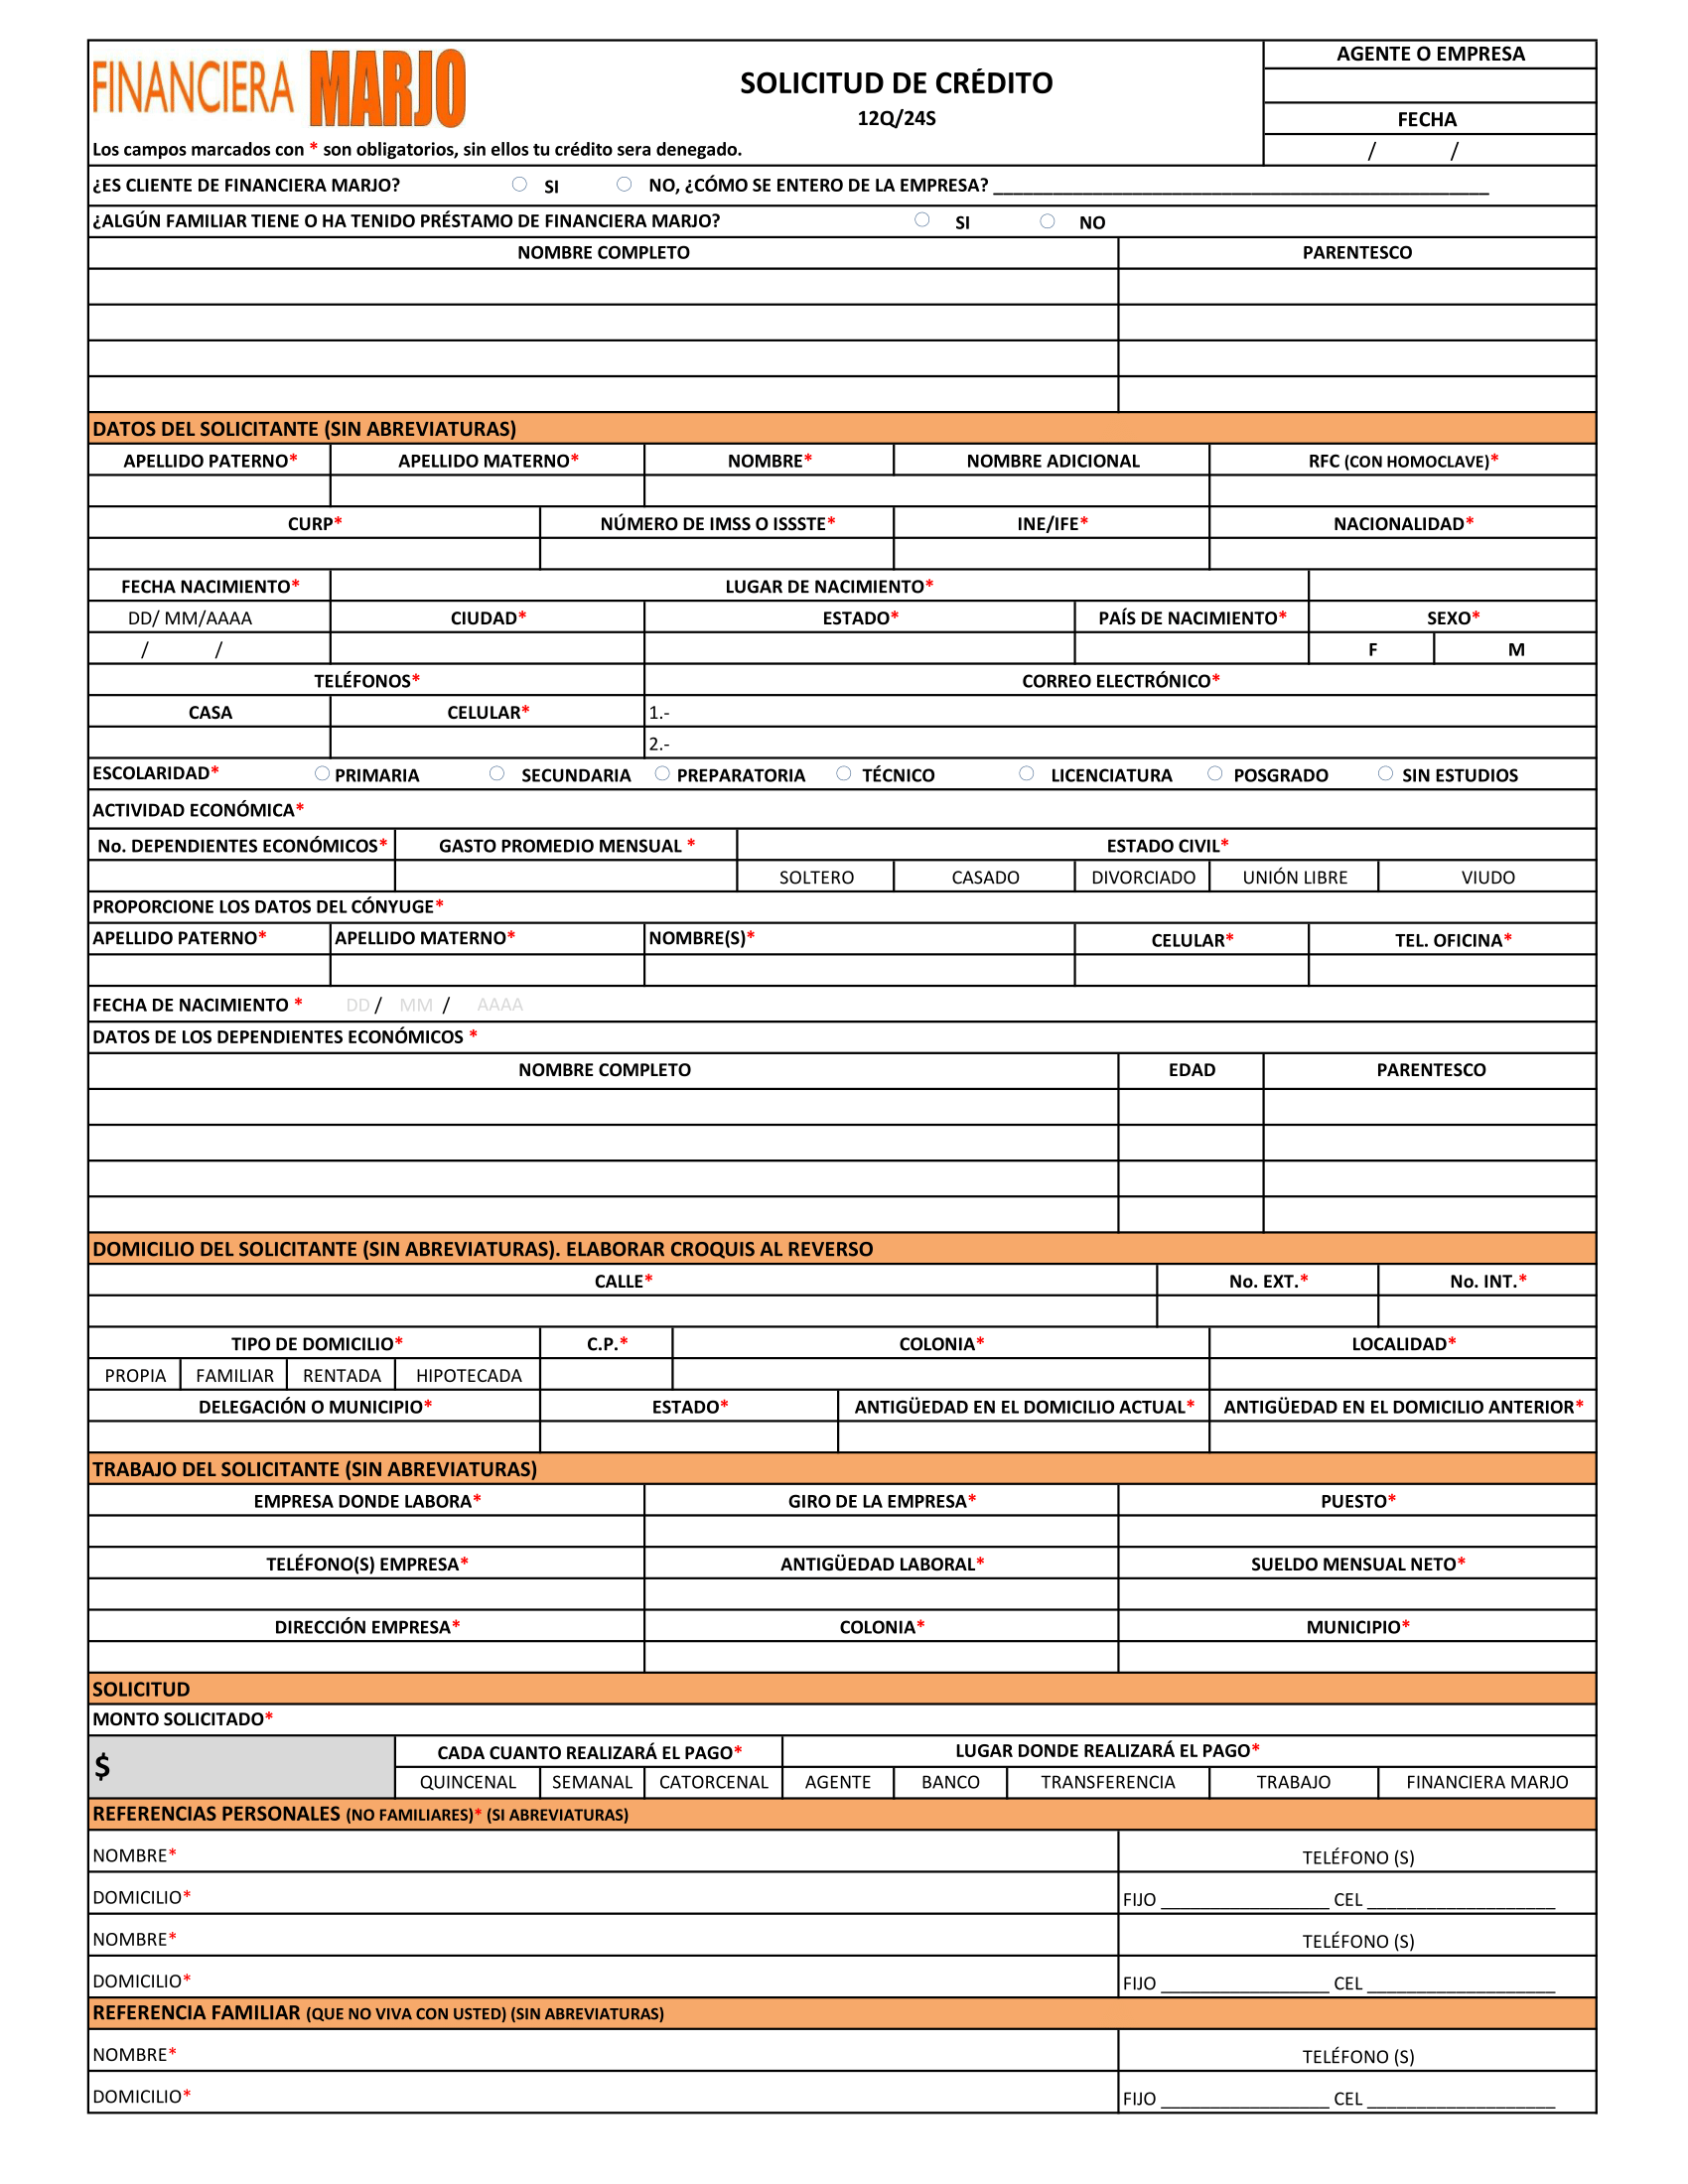 FINANCIERA MARJO
SOLICITUD DE CRÉDITO
12Q/24S
AGENTE O EMPRESA
FECHA
/ /
Los campos marcados con * son obligatorios, sin ellos tu crédito sera denegado.
¿ES CLIENTE DE FINANCIERA MARJO? SI NO, ¿CÓMO SE ENTERO DE LA EMPRESA? ______________________________________________
¿ALGÚN FAMILIAR TIENE O HA TENIDO PRÉSTAMO DE FINANCIERA MARJO? SI NO
NOMBRE COMPLETO PARENTESCO
DATOS DEL SOLICITANTE (SIN ABREVIATURAS)
APELLIDO PATERNO* APELLIDO MATERNO* NOMBRE* NOMBRE ADICIONAL RFC (CON HOMOCLAVE)*
CURP* NÚMERO DE IMSS O ISSSTE* INE/IFE* NACIONALIDAD*
FECHA NACIMIENTO* LUGAR DE NACIMIENTO*
DD/ MM/AAAA CIUDAD* ESTADO* PAÍS DE NACIMIENTO* SEXO*
/ / F M
TELÉFONOS* CORREO ELECTRÓNICO*
CASA CELULAR* 1.-
2.-
ESCOLARIDAD* PRIMARIA SECUNDARIA PREPARATORIA TÉCNICO LICENCIATURA POSGRADO SIN ESTUDIOS
ACTIVIDAD ECONÓMICA*
No. DEPENDIENTES ECONÓMICOS* GASTO PROMEDIO MENSUAL * ESTADO CIVIL*
SOLTERO CASADO DIVORCIADO UNIÓN LIBRE VIUDO
PROPORCIONE LOS DATOS DEL CÓNYUGE*
APELLIDO PATERNO* APELLIDO MATERNO* NOMBRE(S)* CELULAR* TEL. OFICINA*
FECHA DE NACIMIENTO * DD / MM / AAAA
DATOS DE LOS DEPENDIENTES ECONÓMICOS *
NOMBRE COMPLETO EDAD PARENTESCO
DOMICILIO DEL SOLICITANTE (SIN ABREVIATURAS). ELABORAR CROQUIS AL REVERSO
CALLE* No. EXT.* No. INT.*
TIPO DE DOMICILIO* C.P.* COLONIA* LOCALIDAD*
PROPIA FAMILIAR RENTADA HIPOTECADA
DELEGACIÓN O MUNICIPIO* ESTADO* ANTIGÜEDAD EN EL DOMICILIO ACTUAL* ANTIGÜEDAD EN EL DOMICILIO ANTERIOR*
TRABAJO DEL SOLICITANTE (SIN ABREVIATURAS)
EMPRESA DONDE LABORA* GIRO DE LA EMPRESA* PUESTO*
TELÉFONO(S) EMPRESA* ANTIGÜEDAD LABORAL* SUELDO MENSUAL NETO*
DIRECCIÓN EMPRESA* COLONIA* MUNICIPIO*
SOLICITUD
MONTO SOLICITADO*
$ CADA CUANTO REALIZARÁ EL PAGO* LUGAR DONDE REALIZARÁ EL PAGO*
QUINCENAL SEMANAL CATORCENAL AGENTE BANCO TRANSFERENCIA TRABAJO FINANCIERA MARJO
REFERENCIAS PERSONALES (NO FAMILIARES)* (SI ABREVIATURAS)
NOMBRE* TELÉFONO (S)
DOMICILIO* FIJO _________________ CEL ___________________
NOMBRE* TELÉFONO (S)
DOMICILIO* FIJO _________________ CEL ___________________
REFERENCIA FAMILIAR (QUE NO VIVA CON USTED) (SIN ABREVIATURAS)
NOMBRE* TELÉFONO (S)
DOMICILIO* FIJO _________________ CEL ___________________